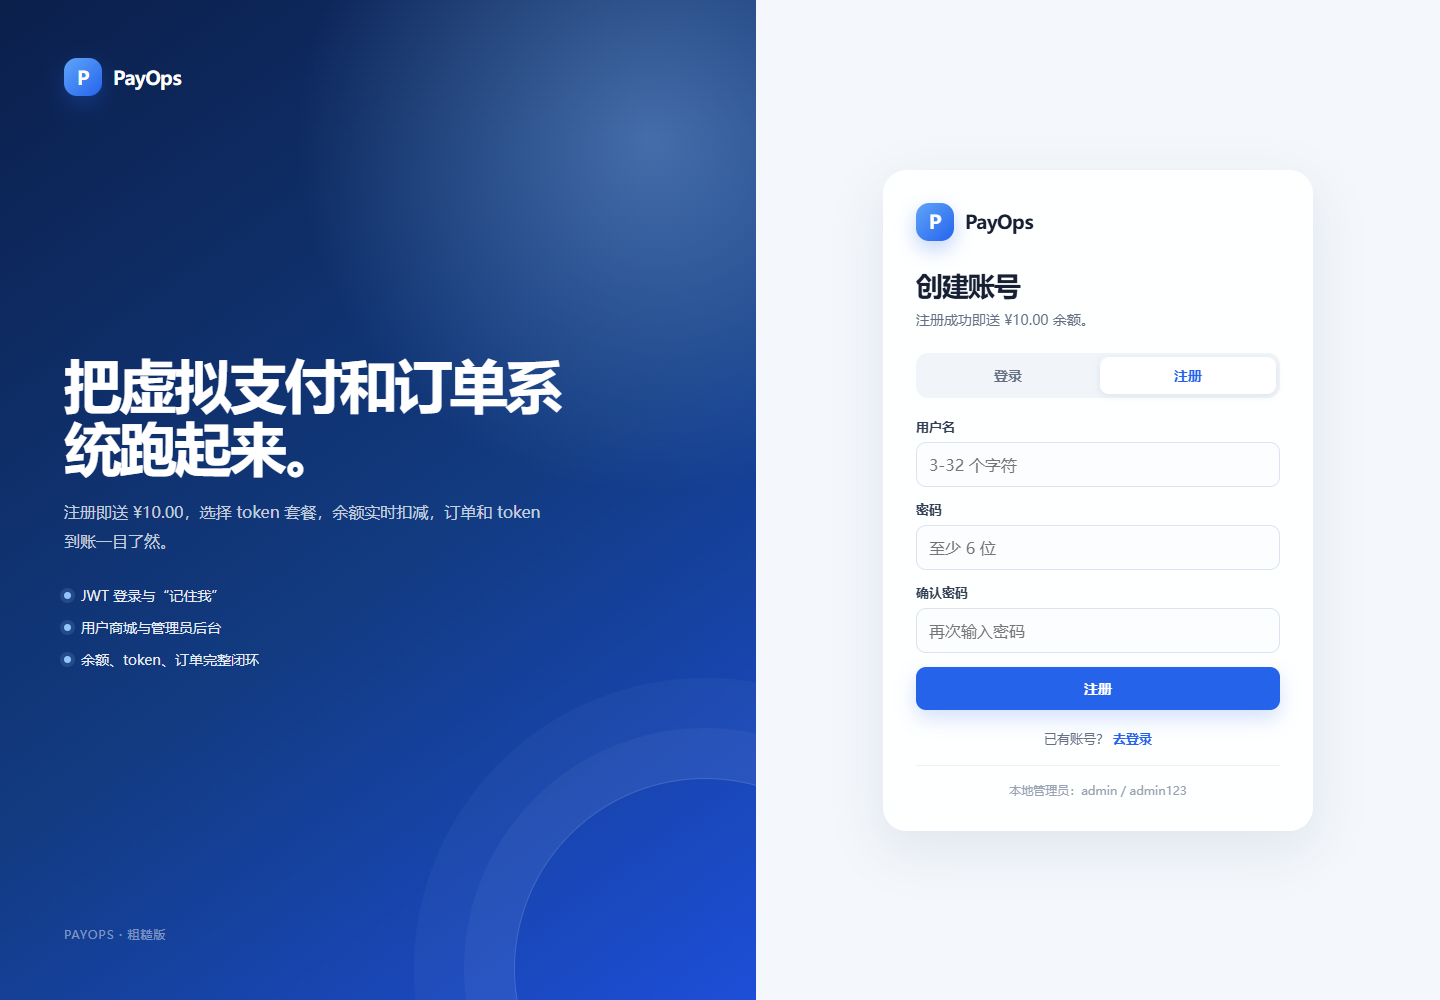 P PayOps
把虚拟支付和订单系
统跑起来。
注册即送 ¥10.00，选择 token 套餐，余额实时扣减，订单和 token
到账一目了然。
JWT 登录与“记住我”
用户商城与管理员后台
余额、token、订单完整闭环
PAYOPS · 粗糙版
P PayOps
创建账号
注册成功即送 ¥10.00 余额。
登录 注册
用户名
3-32 个字符
密码
至少 6 位
确认密码
再次输入密码
注册
已有账号？ 去登录
本地管理员：admin / admin123